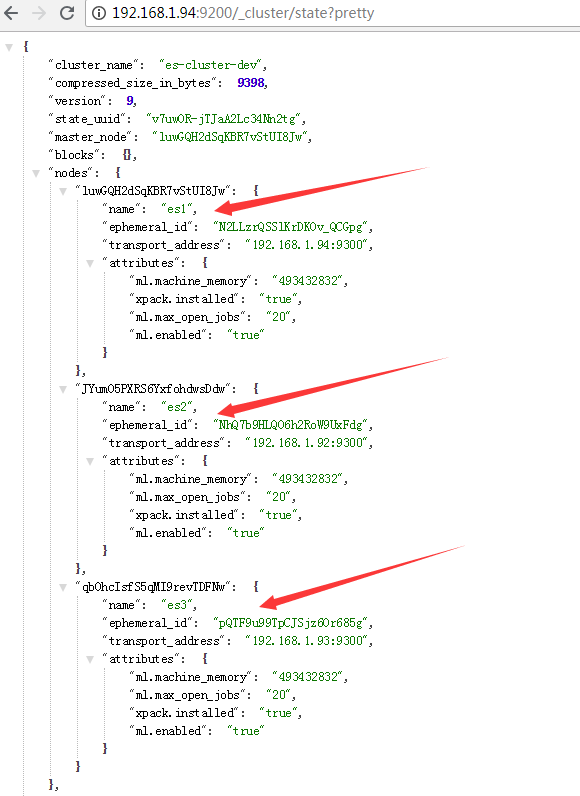 192.168.1.94:9200/_cluster/state?pretty
{
"cluster_name": "es-cluster-dev",
"compressed_size_in_bytes": 9398,
"version": 9,
"state_uuid": "v7uwOR-jTJaA2Lc34Nn2tg",
"master_node": "luwGQH2dSqKBR7vStUI8Jw",
"blocks": {},
"nodes": {
"luwGQH2dSqKBR7vStUI8Jw": {
"name": "es1",
"ephemeral_id": "N2LLzrQSSlKrDKOv_QCGpg",
"transport_address": "192.168.1.94:9300",
"attributes": {
"ml.machine_memory": "493432832",
"xpack.installed": "true",
"ml.max_open_jobs": "20",
"ml.enabled": "true"
}
},
"JYumO5PXRS6YxfohdwsDdw": {
"name": "es2",
"ephemeral_id": "NhQ7b9HLQO6h2RoW9UxFdg",
"transport_address": "192.168.1.92:9300",
"attributes": {
"ml.machine_memory": "493432832",
"ml.max_open_jobs": "20",
"xpack.installed": "true",
"ml.enabled": "true"
}
},
"qbOhcIsfS5qMI9revTDFNw": {
"name": "es3",
"ephemeral_id": "pQTF9u99TpCJSjz6Or685g",
"transport_address": "192.168.1.93:9300",
"attributes": {
"ml.machine_memory": "493432832",
"ml.max_open_jobs": "20",
"xpack.installed": "true",
"ml.enabled": "true"
}
}
},